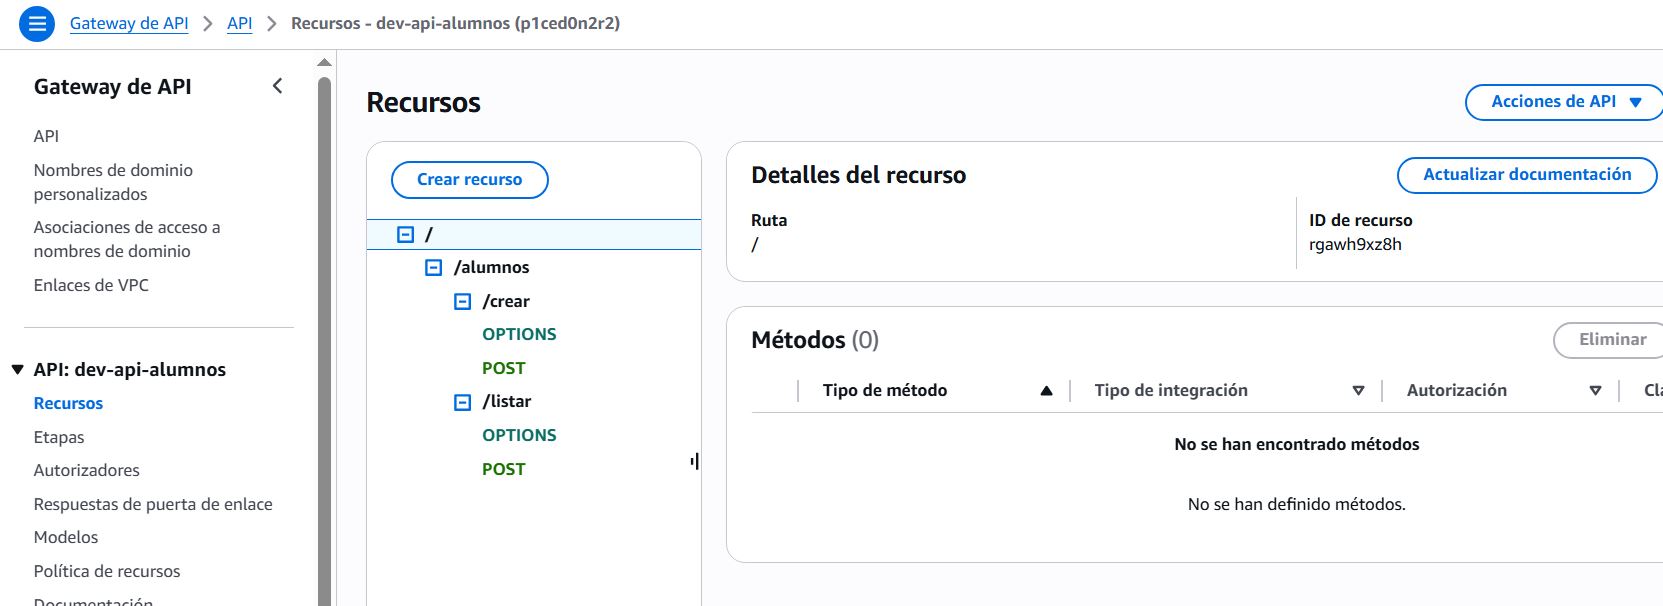 Gateway de API > API > Recursos - dev-api-alumnos (p1ced0n2r2)
Gateway de API
API
Nombres de dominio
personalizados
Asociaciones de acceso a
nombres de dominio
Enlaces de VPC
API: dev-api-alumnos
Recursos
Etapas
Autorizadores
Respuestas de puerta de enlace
Modelos
Política de recursos
Documentación
Recursos
Acciones de API
Crear recurso
/
/alumnos
/crear
OPTIONS
POST
/listar
OPTIONS
POST
Detalles del recurso
Actualizar documentación
Ruta
/
ID de recurso
rgawh9xz8h
Métodos (0)
Eliminar
Tipo de método
Tipo de integración
Autorización
No se han encontrado métodos
No se han definido métodos.